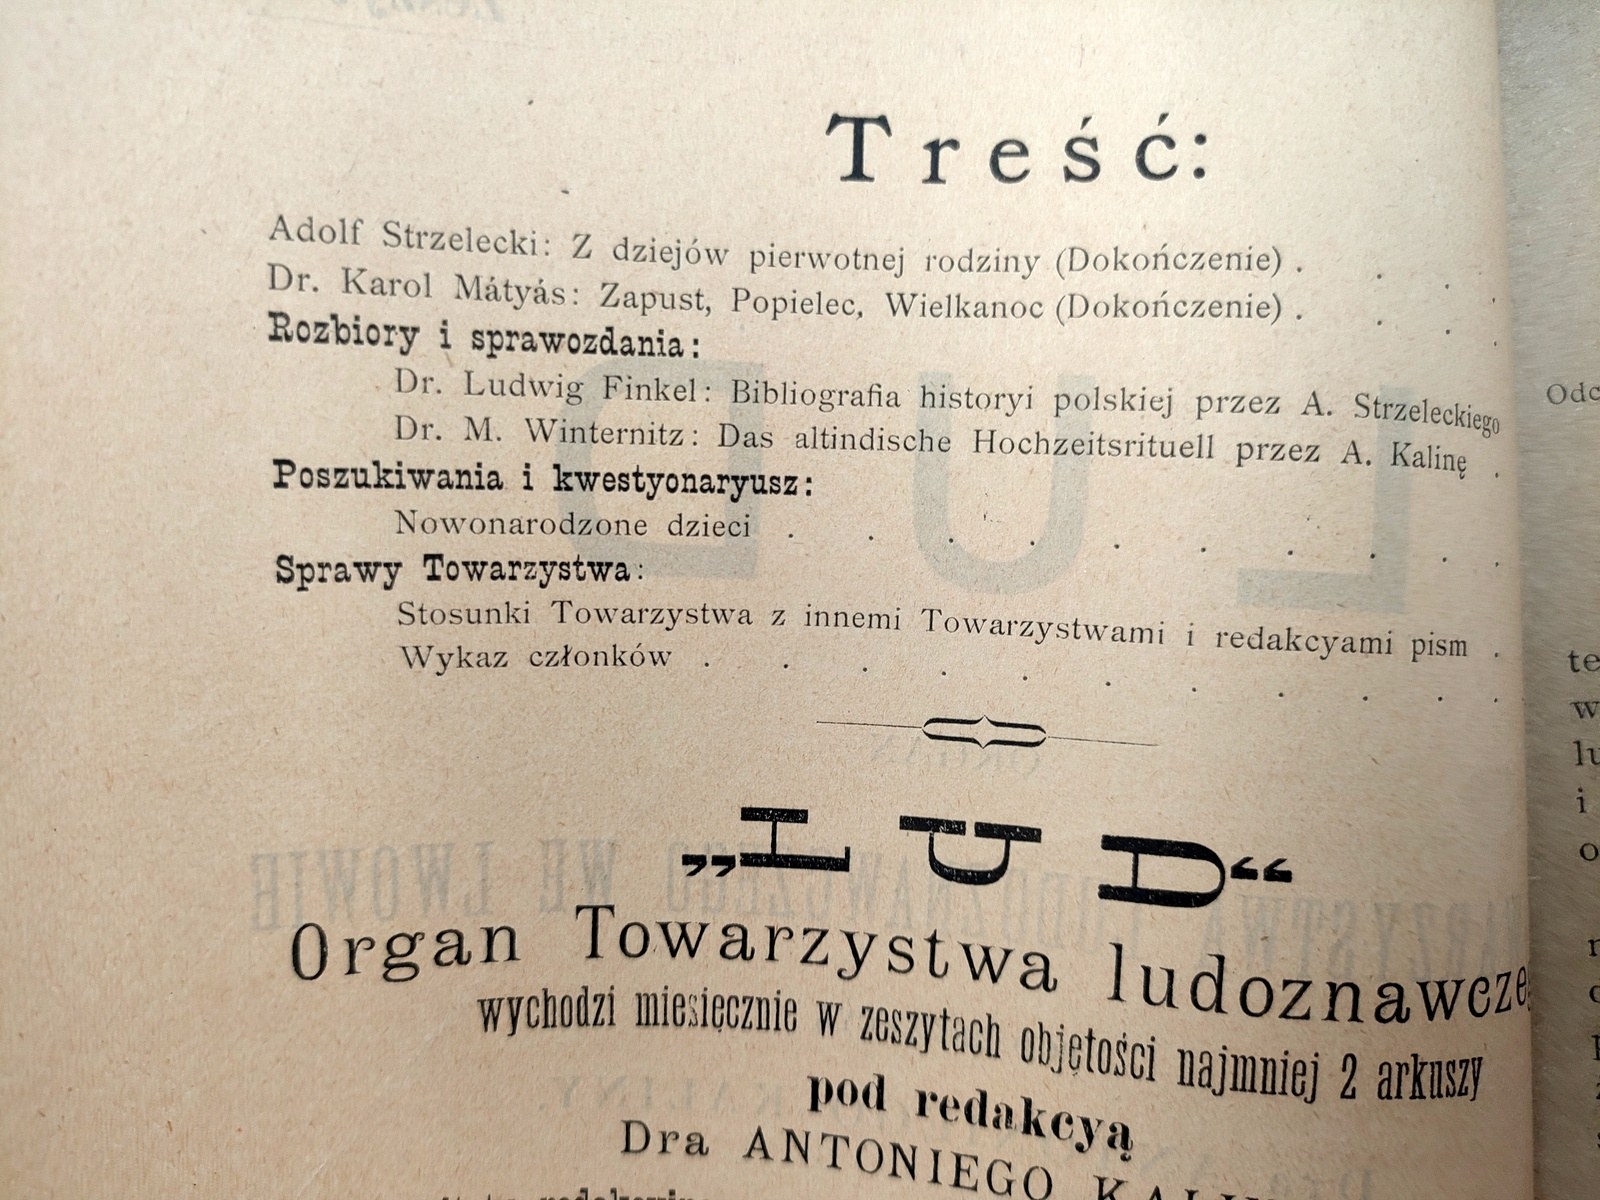 Treść:
Adolf Strzelecki: Z dziejów pierwotnej rodziny (Dokończenie) . . . .
Dr. Karol Mátyás: Zapust, Popielec, Wielkanoc (Dokończenie) . . . .
Rozbiory i sprawozdania:
Dr. Ludwig Finkel: Bibliografia historyi polskiej przez A. Strzeleckiego
Dr. M. Winternitz: Das altindische Hochzeitsrituell przez A. Kalinę .
Poszukiwania i kwestyonaryusz:
Nowonarodzone dzieci . . . . . . . . . .
Sprawy Towarzystwa:
Stosunki Towarzystwa z innemi Towarzystwami i redakcyami pism .
Wykaz członków . . . . . . . . . . .
„LUD“
Organ Towarzystwa ludoznawcze
wychodzi miesięcznie w zeszytach objętości najmniej 2 arkuszy
pod redakcyą
Dra ANTONIEGO